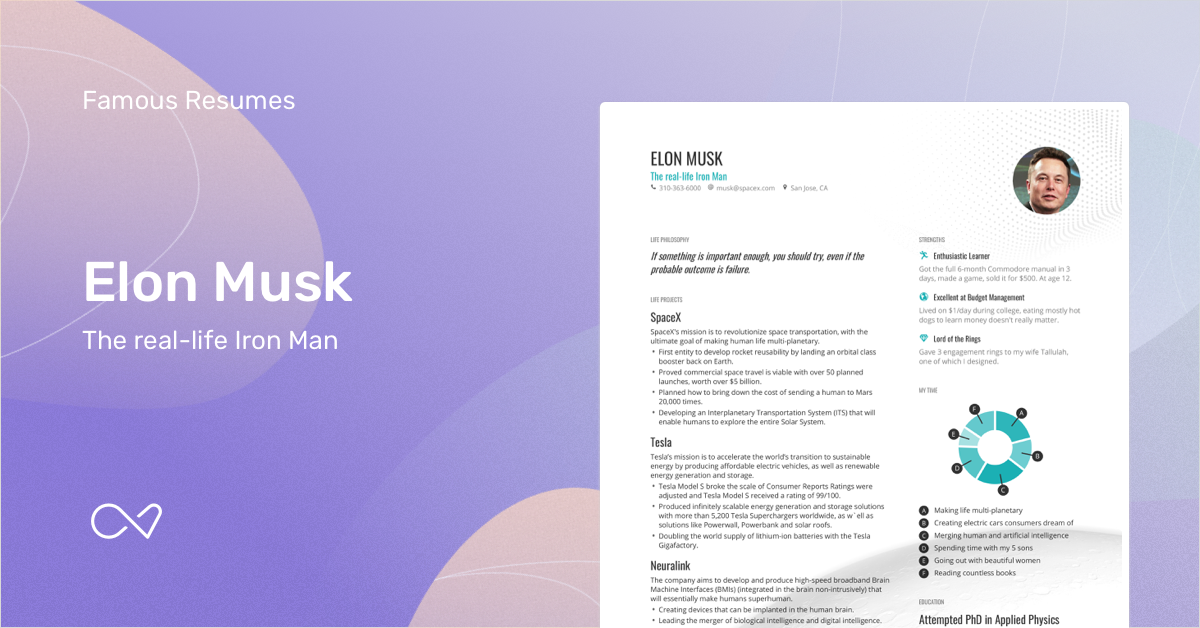 Famous Resumes
Elon Musk
The real-life Iron Man
ELON MUSK
The real-life Iron Man
310-363-6000 musk@spacex.com San Jose, CA
LIFE PHILOSOPHY
If something is important enough, you should try, even if the
probable outcome is failure.
LIFE PROJECTS
SpaceX
SpaceX's mission is to revolutionize space transportation, with the
ultimate goal of making human life multi-planetary.
• First entity to develop rocket reusability by landing an orbital class
booster back on Earth.
• Proved commercial space travel is viable with over 50 planned
launches, worth over $5 billion.
• Planned how to bring down the cost of sending a human to Mars
20,000 times.
• Developing an Interplanetary Transportation System (ITS) that will
enable humans to explore the entire Solar System.
Tesla
Tesla's mission is to accelerate the world's transition to sustainable
energy by producing affordable electric vehicles, as well as renewable
energy generation and storage.
• Tesla Model S broke the scale of Consumer Reports Ratings were
adjusted and Tesla Model S received a rating of 99/100.
• Produced infinitely scalable energy generation and storage solutions
with more than 5,200 Tesla Superchargers worldwide, as w`ell as
solutions like Powerwall, Powerbank and solar roofs.
• Doubling the world supply of lithium-ion batteries with the Tesla
Gigafactory.
Neuralink
The company aims to develop and produce high-speed broadband Brain
Machine Interfaces (BMIs) (integrated in the brain non-intrusively) that
will essentially make humans superhuman.
• Creating devices that can be implanted in the human brain.
• Leading the merger of biological intelligence and digital intelligence.
STRENGTHS
Enthusiastic Learner
Got the full 6-month Commodore manual in 3
days, made a game, sold it for $500. At age 12.
Excellent at Budget Management
Lived on $1/day during college, eating mostly hot
dogs to learn money doesn't really matter.
Lord of the Rings
Gave 3 engagement rings to my wife Tallulah,
one of which I designed.
MY TIME
F
A
E
B
D
C
A Making life multi-planetary
B Creating electric cars consumers dream of
C Merging human and artificial intelligence
D Spending time with my 5 sons
E Going out with beautiful women
F Reading countless books
EDUCATION
Attempted PhD in Applied Physics